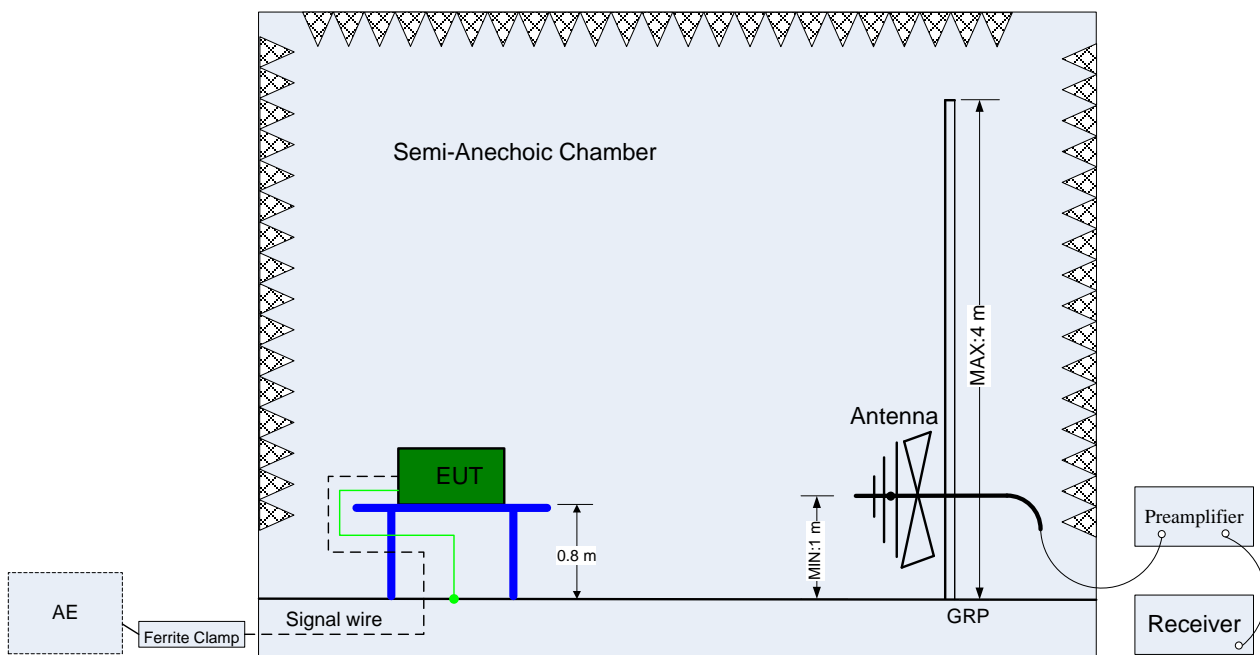 Semi-Anechoic Chamber
MAX:4 m
Antenna
EUT
MIN:1 m
0.8 m
Preamplifier
AE
Ferrite Clamp
Signal wire
GRP
Receiver